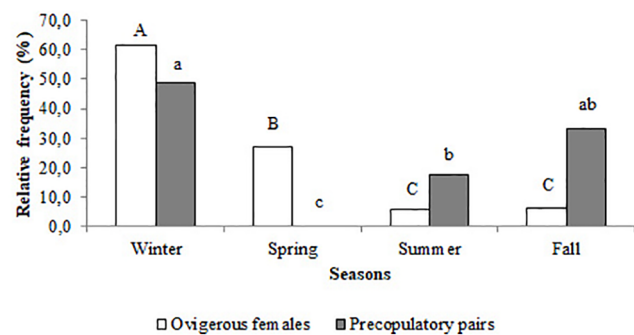 Relative frequency (%)
70,0
60,0
50,0
40,0
30,0
20,0
10,0
0,0
A
a
B
c
C
b
C
ab
Winter Spring Summer Fall
Seasons
Ovigerous females Precopulatory pairs